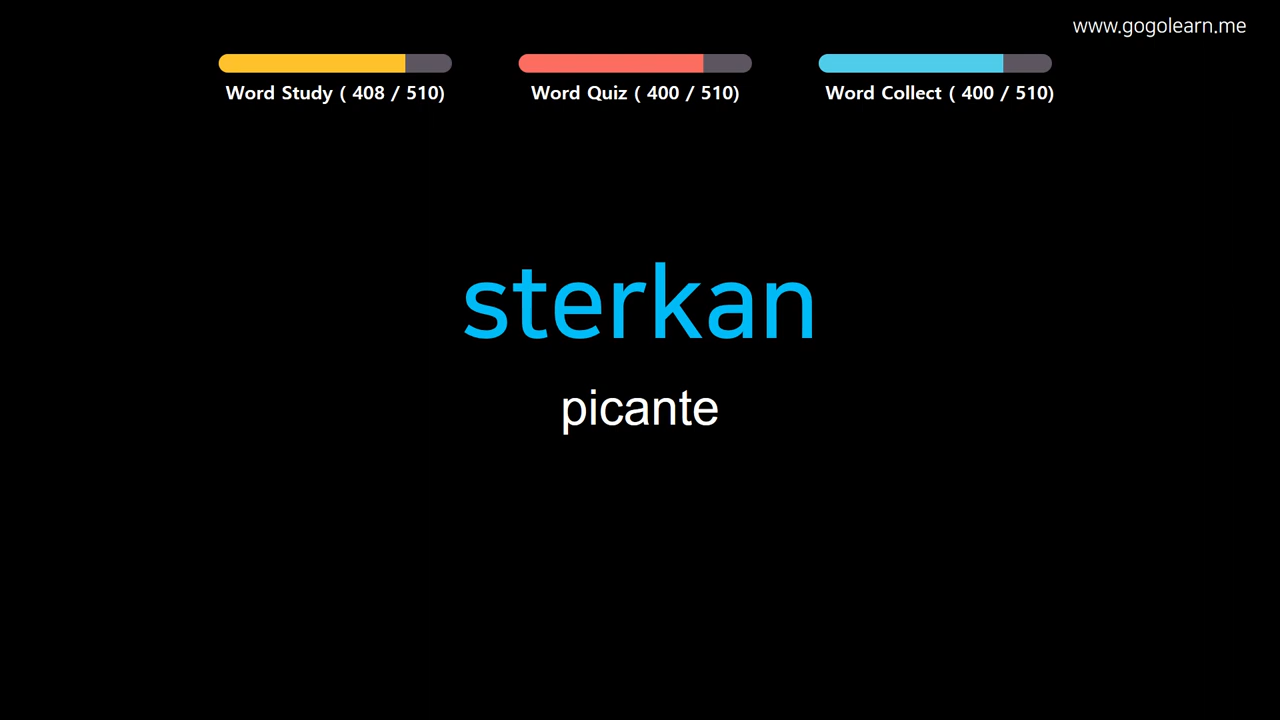 www.gogolearn.me
Word Study ( 408 / 510)
Word Quiz ( 400 / 510)
Word Collect ( 400 / 510)
sterkan
picante